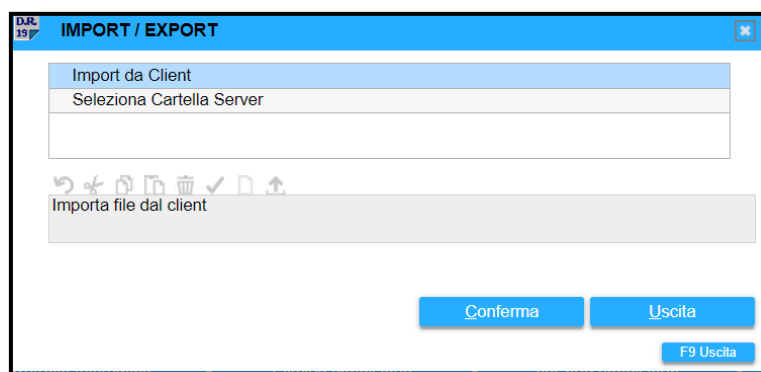 D.R.
19
IMPORT / EXPORT
Import da Client
Seleziona Cartella Server
Importa file dal client
Conferma
Uscita
F9 Uscita